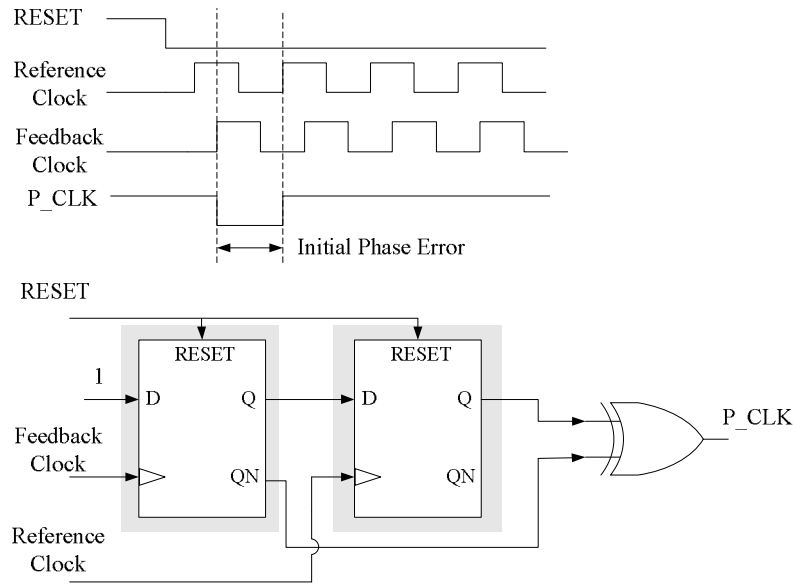 RESET
Reference
Clock
Feedback
Clock
P_CLK
Initial Phase Error
RESET
RESET
RESET
1
D
Q
D
Q
P_CLK
Feedback
Clock
QN
QN
Reference
Clock